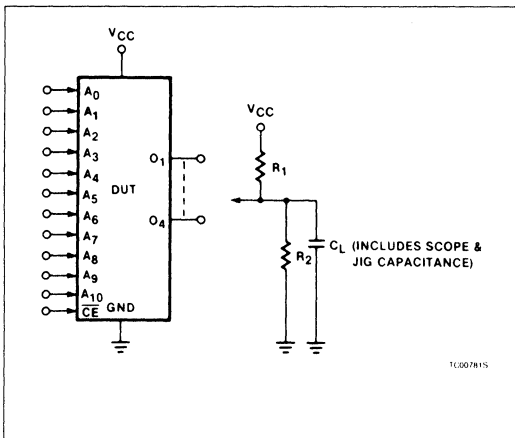 VCC
A0
A1
A2
A3
A4
A5
A6
A7
A8
A9
A10
CE
DUT
O1
O4
GND
VCC
R1
R2
CL (INCLUDES SCOPE &
JIG CAPACITANCE)
TC00781S